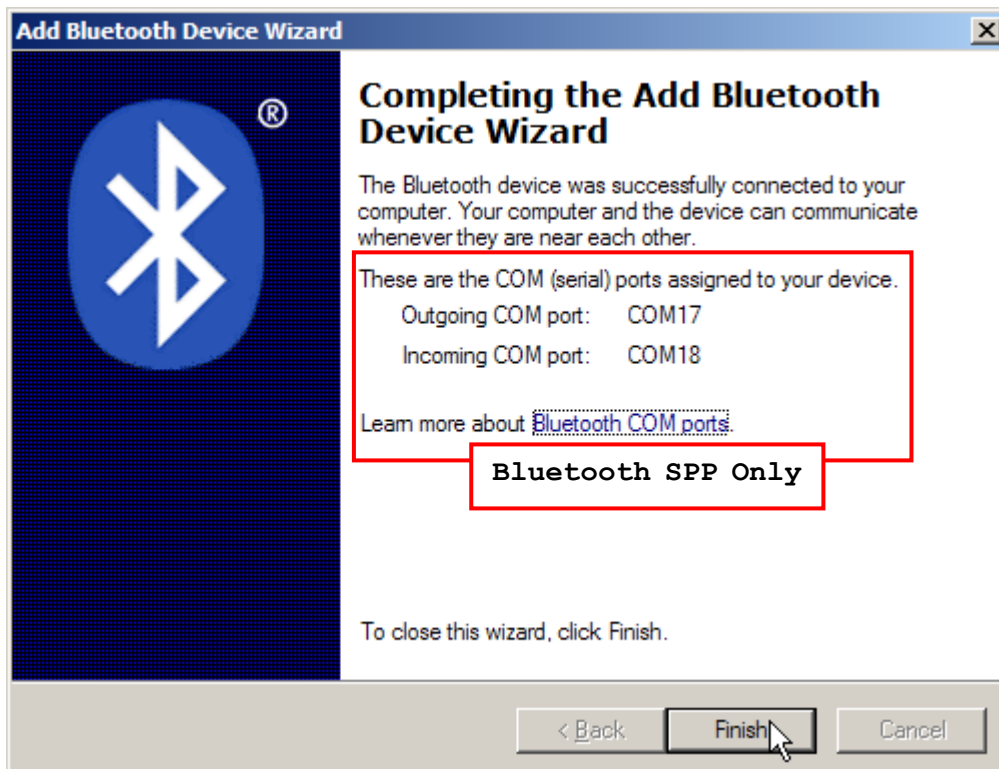 Add Bluetooth Device Wizard
®
Completing the Add Bluetooth
Device Wizard
The Bluetooth device was successfully connected to your
computer. Your computer and the device can communicate
whenever they are near each other.
These are the COM (serial) ports assigned to your device.
Outgoing COM port: COM17
Incoming COM port: COM18
Learn more about Bluetooth COM ports.
Bluetooth SPP Only
To close this wizard, click Finish.
< Back Finish Cancel